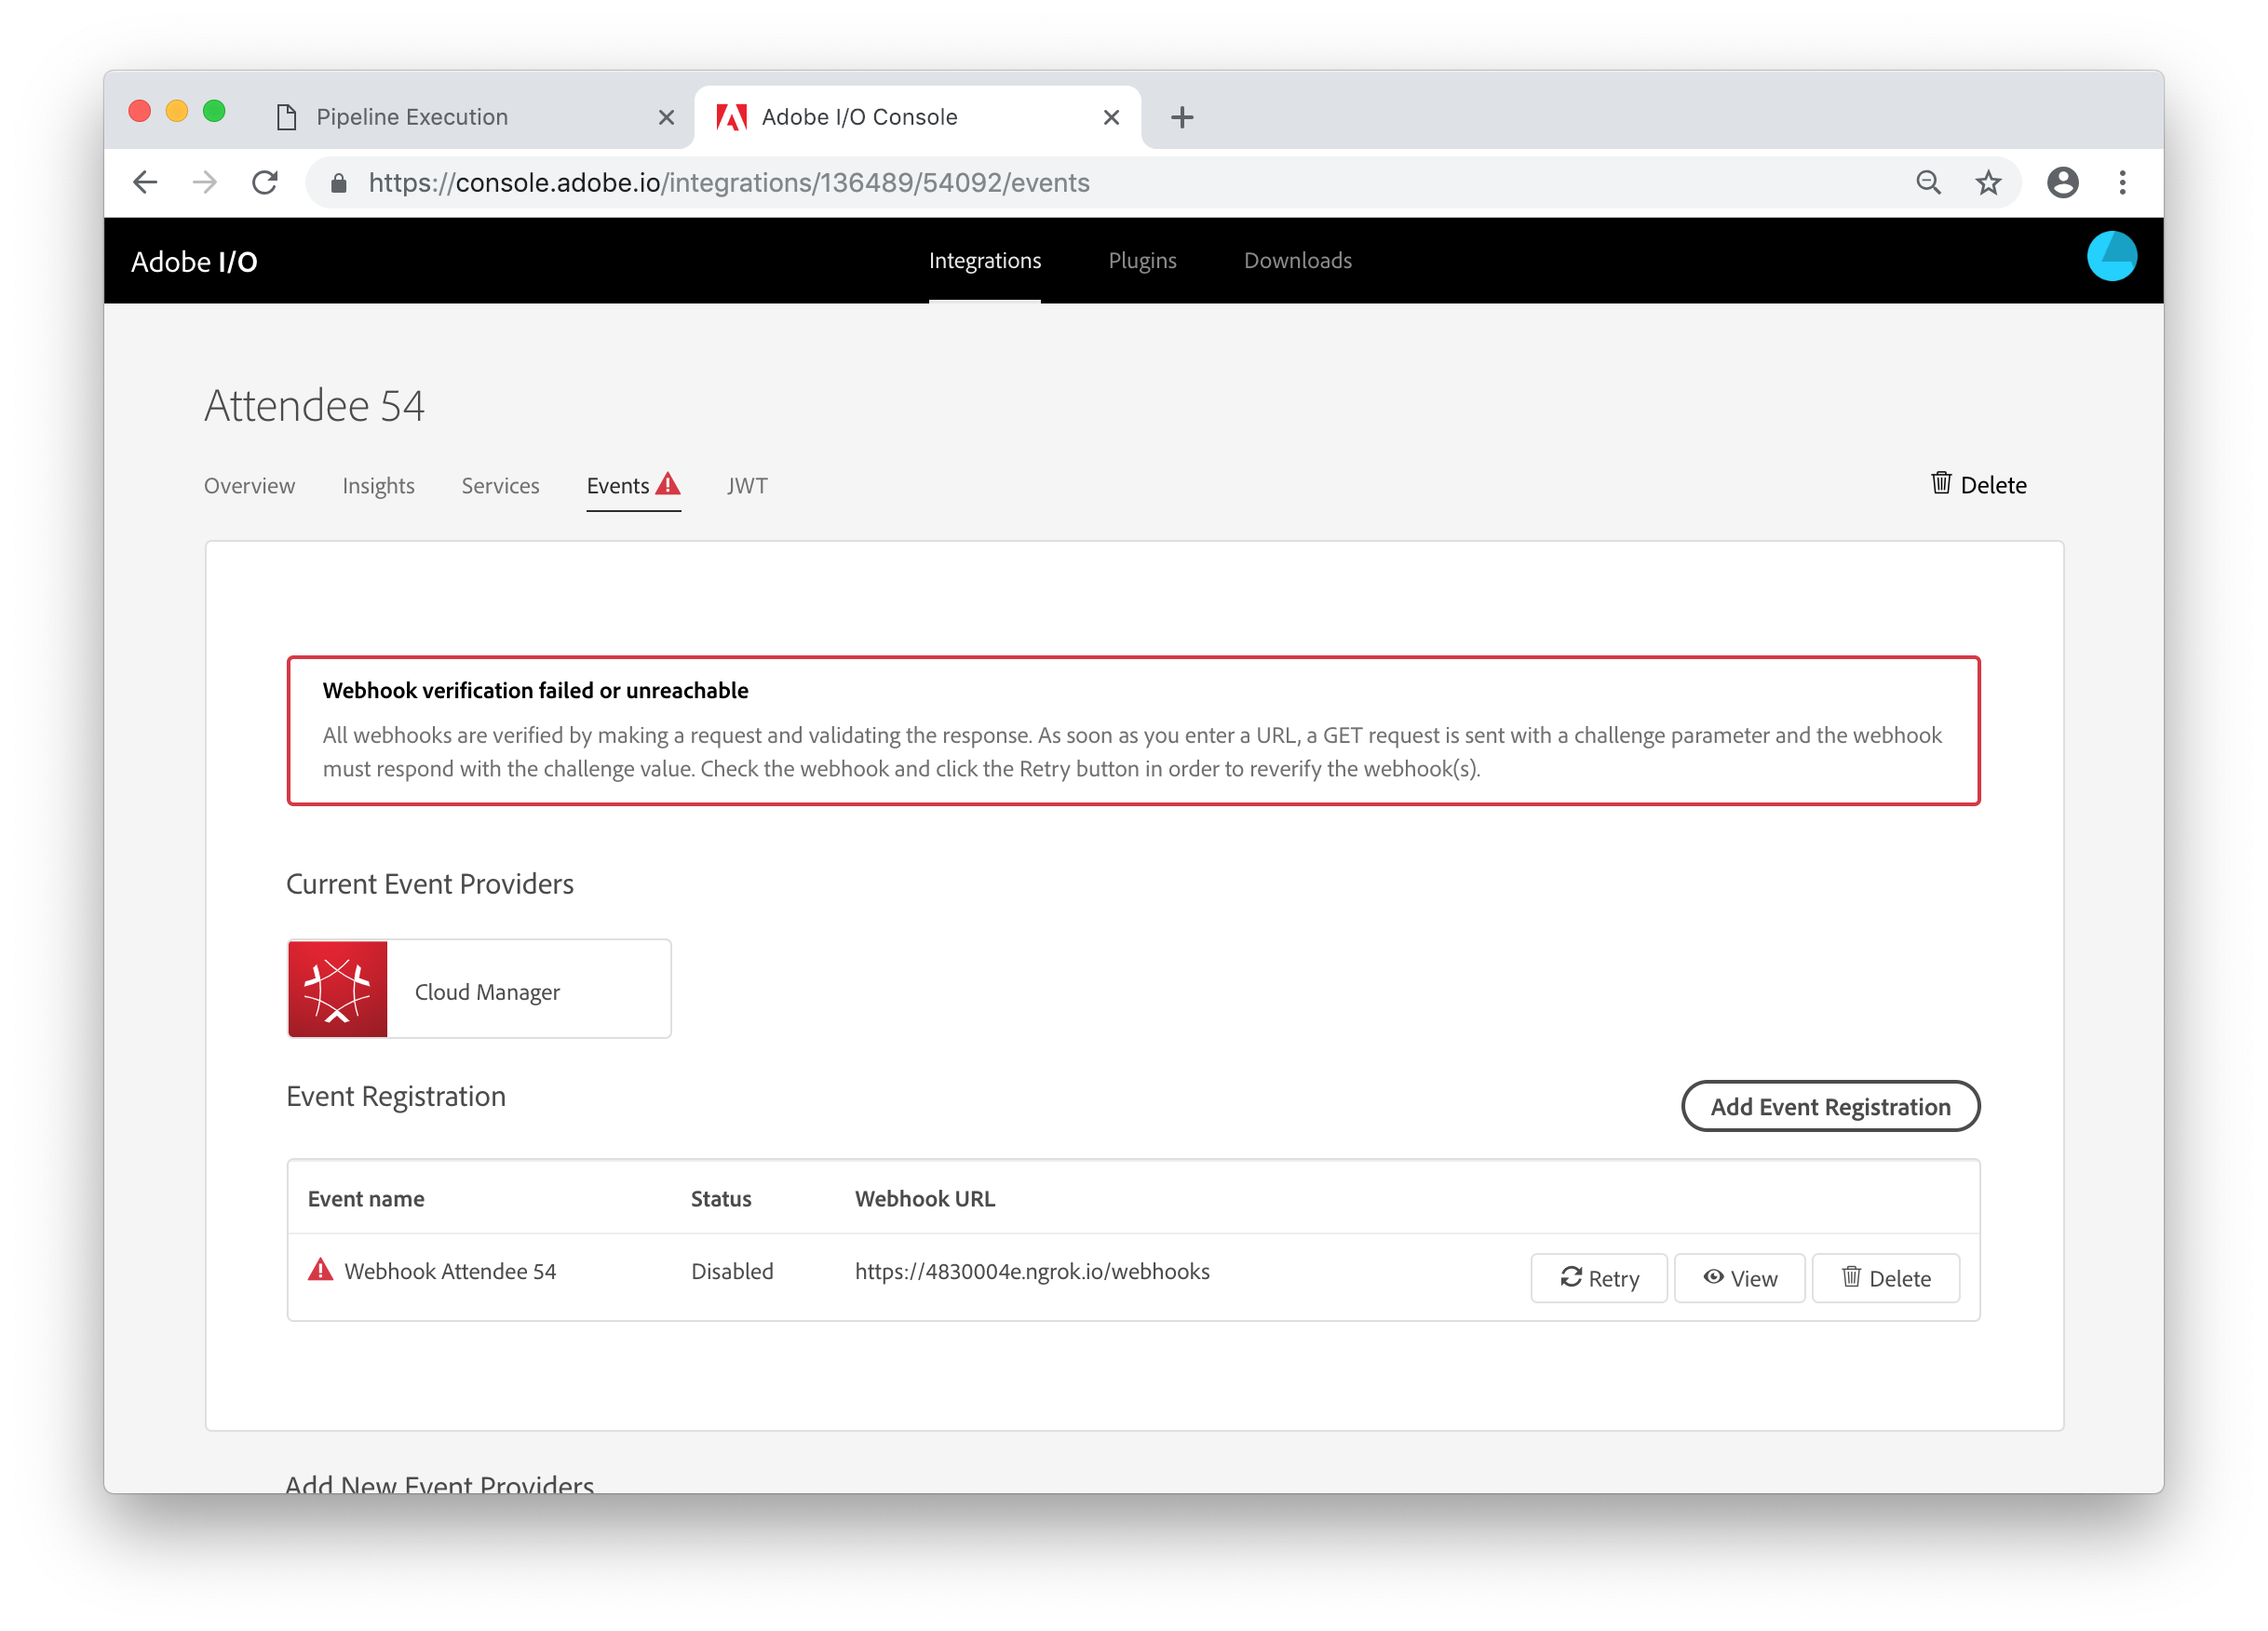 Pipeline Execution
Adobe I/O Console
https://console.adobe.io/integrations/136489/54092/events
Adobe I/O
Integrations
Plugins
Downloads
Attendee 54
Overview
Insights
Services
Events
JWT
Delete
Webhook verification failed or unreachable
All webhooks are verified by making a request and validating the response. As soon as you enter a URL, a GET request is sent with a challenge parameter and the webhook
must respond with the challenge value. Check the webhook and click the Retry button in order to reverify the webhook(s).
Current Event Providers
Cloud Manager
Event Registration
Add Event Registration
Event name
Status
Webhook URL
Webhook Attendee 54
Disabled
https://4830004e.ngrok.io/webhooks
Retry
View
Delete
Add New Event Providers